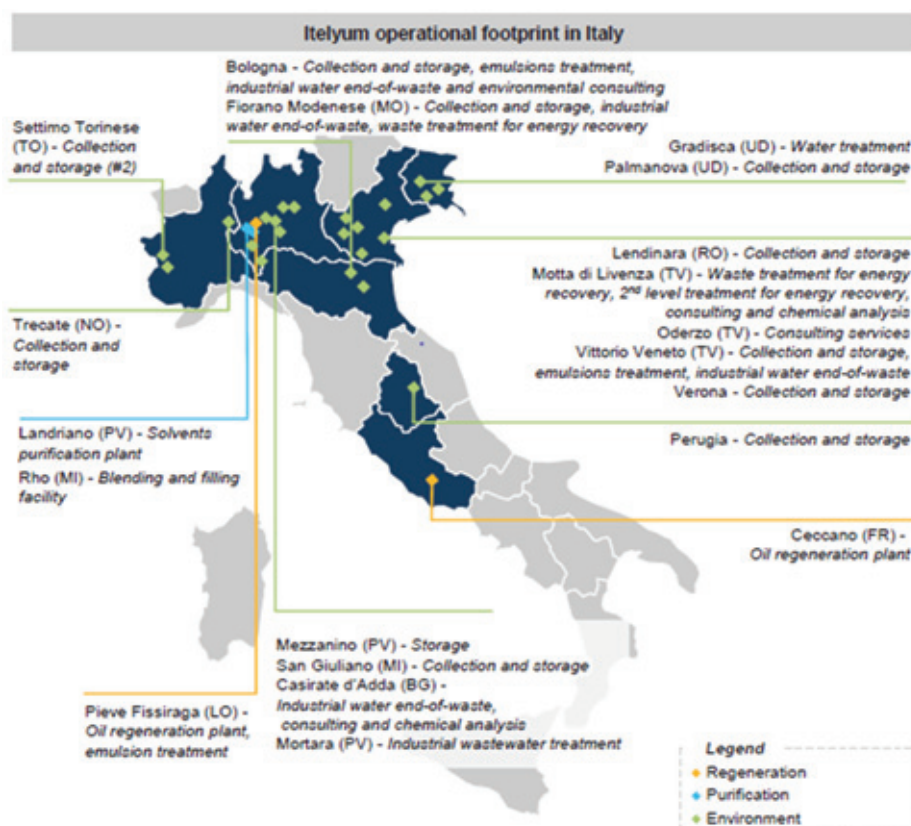 Itelyum operational footprint in Italy
Bologna - Collection and storage, emulsions treatment,
industrial water end-of-waste and environmental consulting
Fiorano Modenese (MO) - Collection and storage, industrial
water end-of-waste, waste treatment for energy recovery
Settimo Torinese
(TO) - Collection
and storage (#2)
Gradisca (UD) - Water treatment
Palmanova (UD) - Collection and storage
Lendinara (RO) - Collection and storage
Motta di Livenza (TV) - Waste treatment for energy
recovery, 2nd level treatment for energy recovery,
consulting and chemical analysis
Oderzo (TV) - Consulting services
Vittorio Veneto (TV) - Collection and storage,
emulsions treatment, industrial water end-of-waste
Verona - Collection and storage
Trecate (NO) -
Collection and
storage
Landriano (PV) - Solvents
purification plant
Rho (MI) - Blending and filling
facility
Perugia - Collection and storage
Ceccano (FR) -
Oil regeneration plant
Mezzanino (PV) - Storage
San Giuliano (MI) - Collection and storage
Casirate d'Adda (BG) -
Industrial water end-of-waste,
consulting and chemical analysis
Mortara (PV) - Industrial wastewater treatment
Pieve Fissiraga (LO) -
Oil regeneration plant,
emulsion treatment
Legend
Regeneration
Purification
Environment